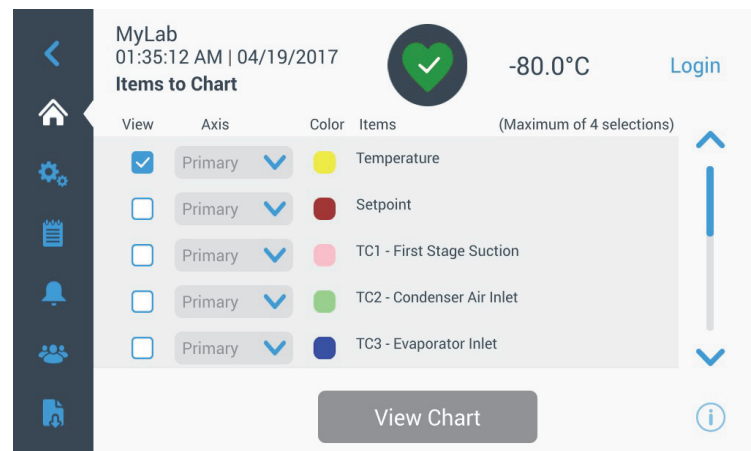 MyLab
01:35:12 AM | 04/19/2017
Items to Chart
-80.0°C
Login
View Axis Color Items (Maximum of 4 selections)
Primary Temperature
Primary Setpoint
Primary TC1 - First Stage Suction
Primary TC2 - Condenser Air Inlet
Primary TC3 - Evaporator Inlet
View Chart